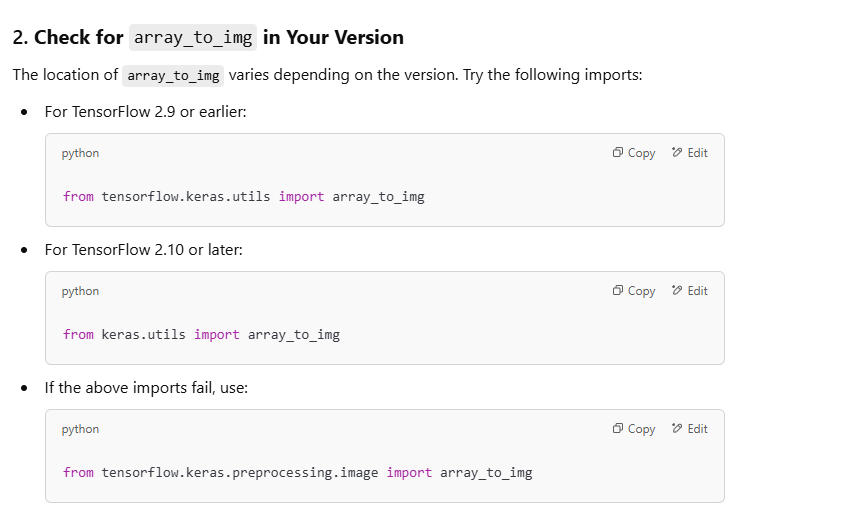 2. Check for array_to_img in Your Version
The location of array_to_img varies depending on the version. Try the following imports:
• For TensorFlow 2.9 or earlier:
python Copy Edit
from tensorflow.keras.utils import array_to_img
• For TensorFlow 2.10 or later:
python Copy Edit
from keras.utils import array_to_img
• If the above imports fail, use:
python Copy Edit
from tensorflow.keras.preprocessing.image import array_to_img